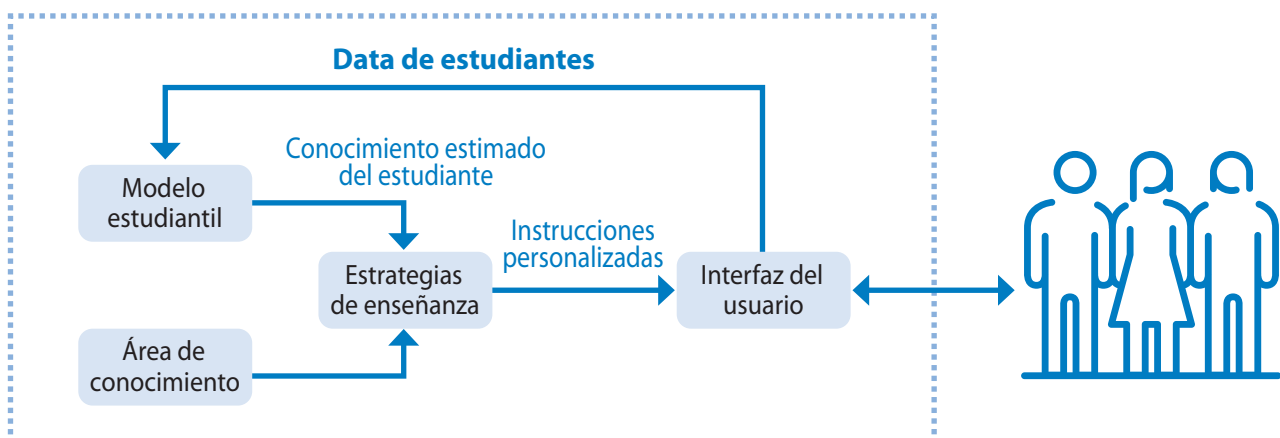 Data de estudiantes
Conocimiento estimado
del estudiante
Modelo
estudiantil
Instrucciones
personalizadas
Estrategias
de enseñanza
Interfaz del
usuario
Área de
conocimiento